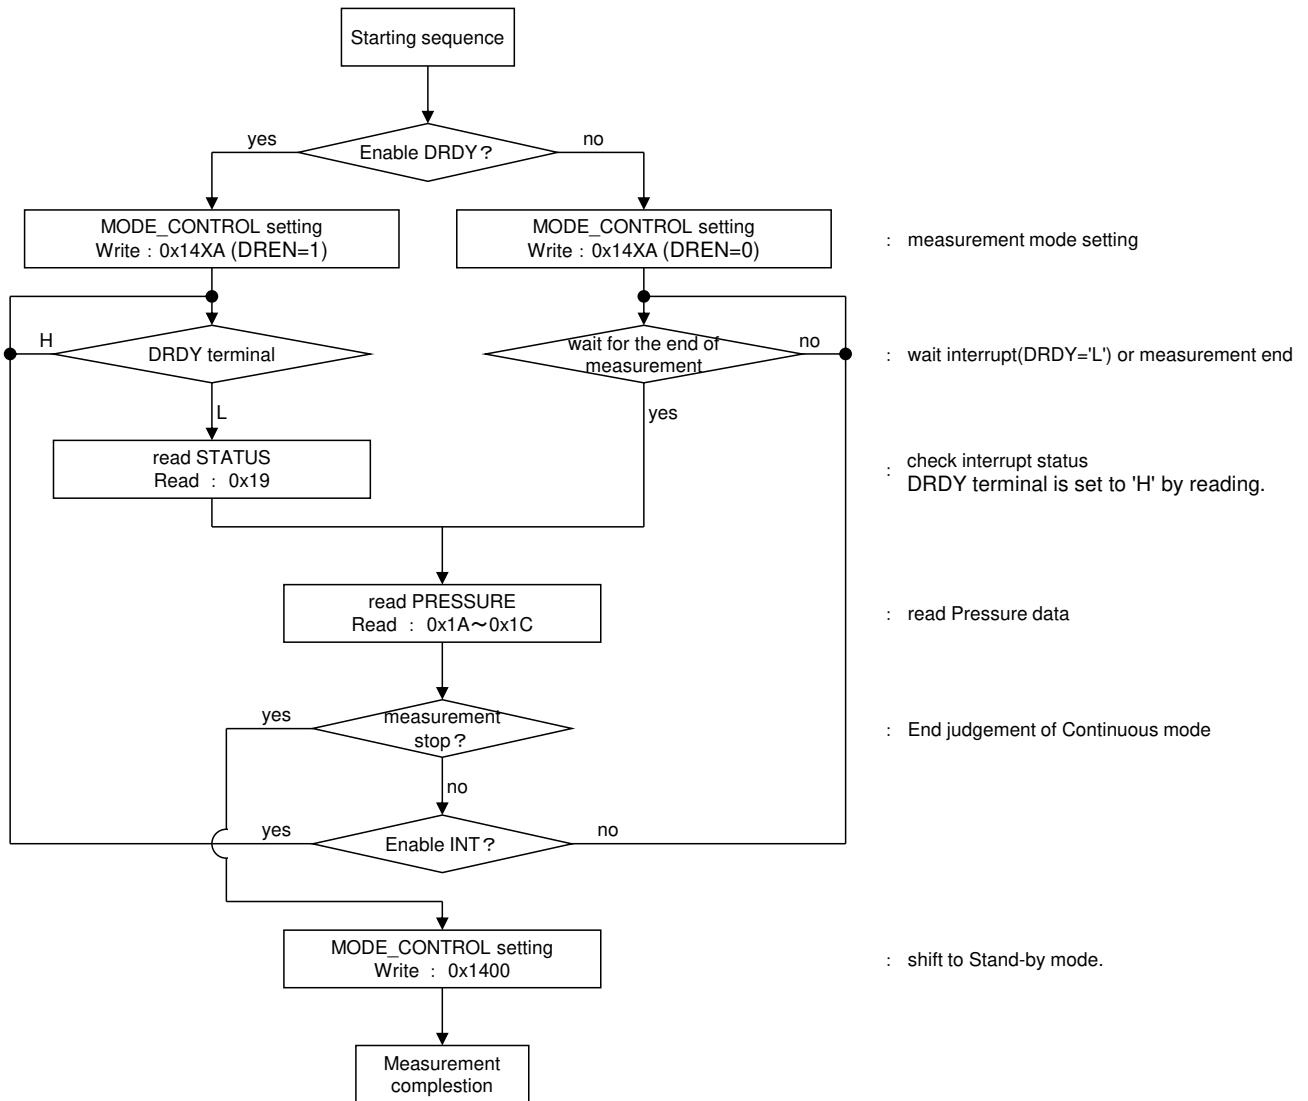 Starting sequence
yes
Enable DRDY？
no
MODE_CONTROL setting
Write：0x14XA (DREN=1)
MODE_CONTROL setting
Write：0x14XA (DREN=0)
： measurement mode setting
H
DRDY terminal
wait for the end of
measurement
no
： wait interrupt(DRDY='L') or measurement end
L
yes
read STATUS
Read ： 0x19
： check interrupt status
DRDY terminal is set to 'H' by reading.
read PRESSURE
Read ： 0x1A～0x1C
： read Pressure data
yes
measurement
stop？
： End judgement of Continuous mode
no
yes
Enable INT？
no
MODE_CONTROL setting
Write ： 0x1400
： shift to Stand-by mode.
Measurement
complestion